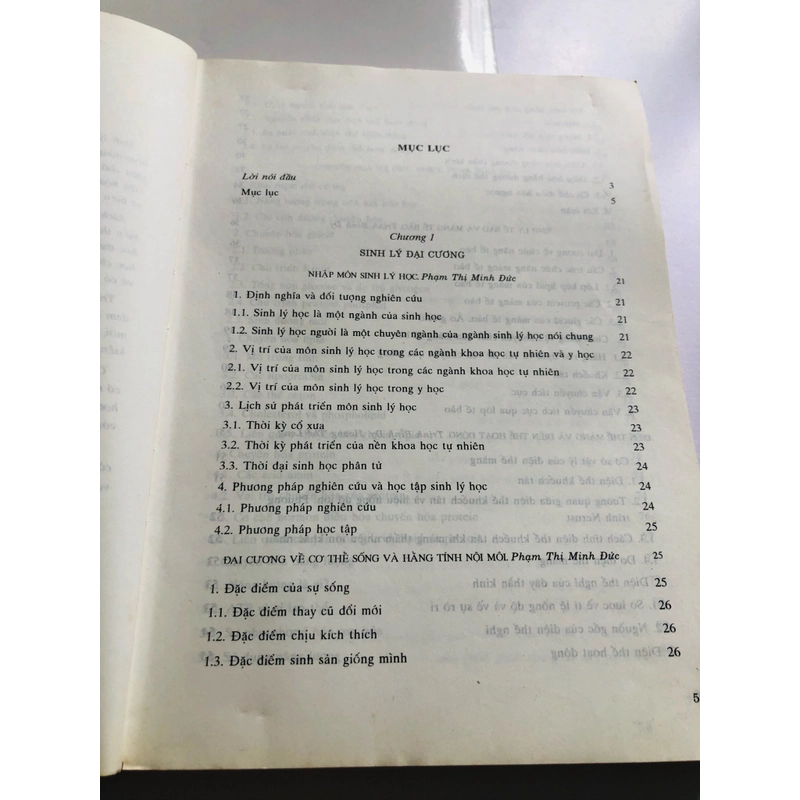 MỤC LỤC
Lời nói đầu 3
Mục lục 5
Chương I
SINH LÝ ĐẠI CƯƠNG
NHẬP MÔN SINH LÝ HỌC. Phạm Thị Minh Đức 21
1. Định nghĩa và đối tượng nghiên cứu 21
1.1. Sinh lý học là một ngành của sinh học 21
1.2. Sinh lý học người là một chuyên ngành của ngành sinh lý học nói chung 21
2. Vị trí của môn sinh lý học trong các ngành khoa học tự nhiên và y học 22
2.1. Vị trí của môn sinh lý học trong các ngành khoa học tự nhiên 22
2.2. Vị trí của môn sinh lý học trong y học 22
3. Lịch sử phát triển môn sinh lý học 23
3.1. Thời kỳ cổ xưa 23
3.2. Thời kỳ phát triển của nền khoa học tự nhiên 23
3.3. Thời đại sinh học phân tử 24
4. Phương pháp nghiên cứu và học tập sinh lý học 24
4.1. Phương pháp nghiên cứu 24
4.2. Phương pháp học tập 25
ĐẠI CƯƠNG VỀ CƠ THỂ SỐNG VÀ HẰNG TÍNH NỘI MÔI. Phạm Thị Minh Đức 25
1. Đặc điểm của sự sống 25
1.1. Đặc điểm thay cũ đổi mới 26
1.2. Đặc điểm chịu kích thích 26
1.3. Đặc điểm sinh sản giống mình 26
5